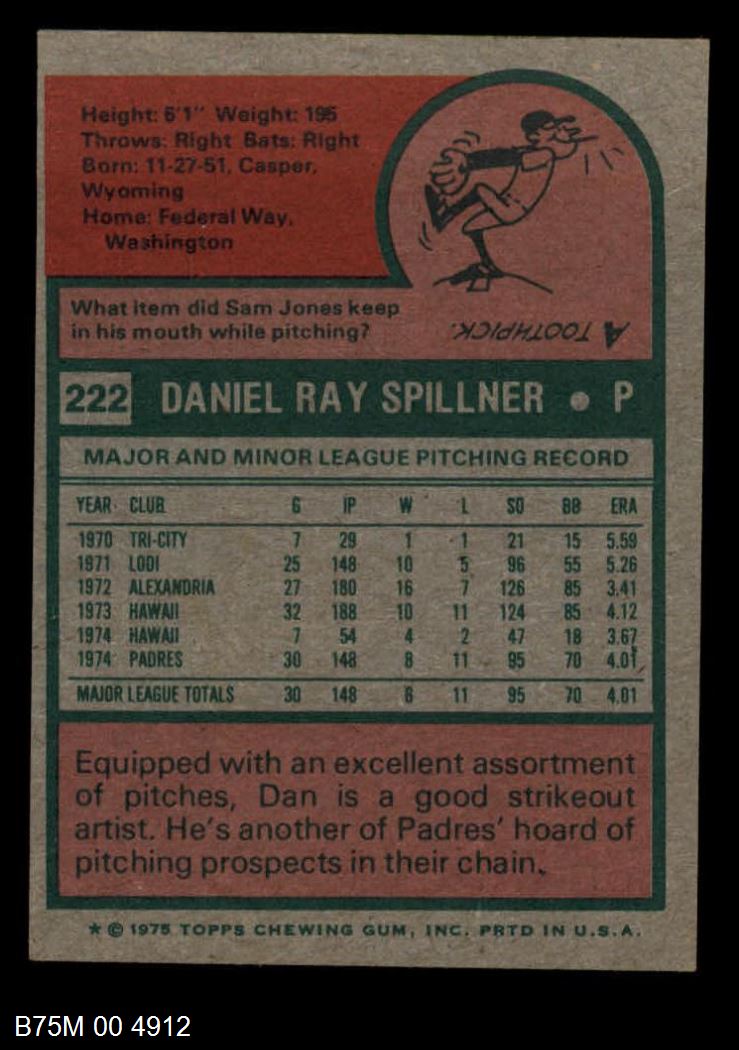 Height: 6'1" Weight: 195
Throws: Right Bats: Right
Born: 11-27-51, Casper,
Wyoming
Home: Federal Way,
Washington
What item did Sam Jones keep
in his mouth while pitching?
A TOOTHPICK.
222 DANIEL RAY SPILLNER • P
MAJOR AND MINOR LEAGUE PITCHING RECORD
YEAR CLUB G IP W L SO BB ERA
1970 TRI-CITY 7 29 1 1 21 15 5.59
1971 LODI 25 148 10 5 96 55 5.26
1972 ALEXANDRIA 27 180 16 7 126 85 3.41
1973 HAWAII 32 188 10 11 124 85 4.12
1974 HAWAII 7 54 4 2 47 18 3.67
1974 PADRES 30 148 8 11 95 70 4.01
MAJOR LEAGUE TOTALS 30 148 8 11 95 70 4.01
Equipped with an excellent assortment
of pitches, Dan is a good strikeout
artist. He's another of Padres' hoard of
pitching prospects in their chain.
* © 1975 TOPPS CHEWING GUM, INC. PRTD IN U.S.A.
B75M 00 4912